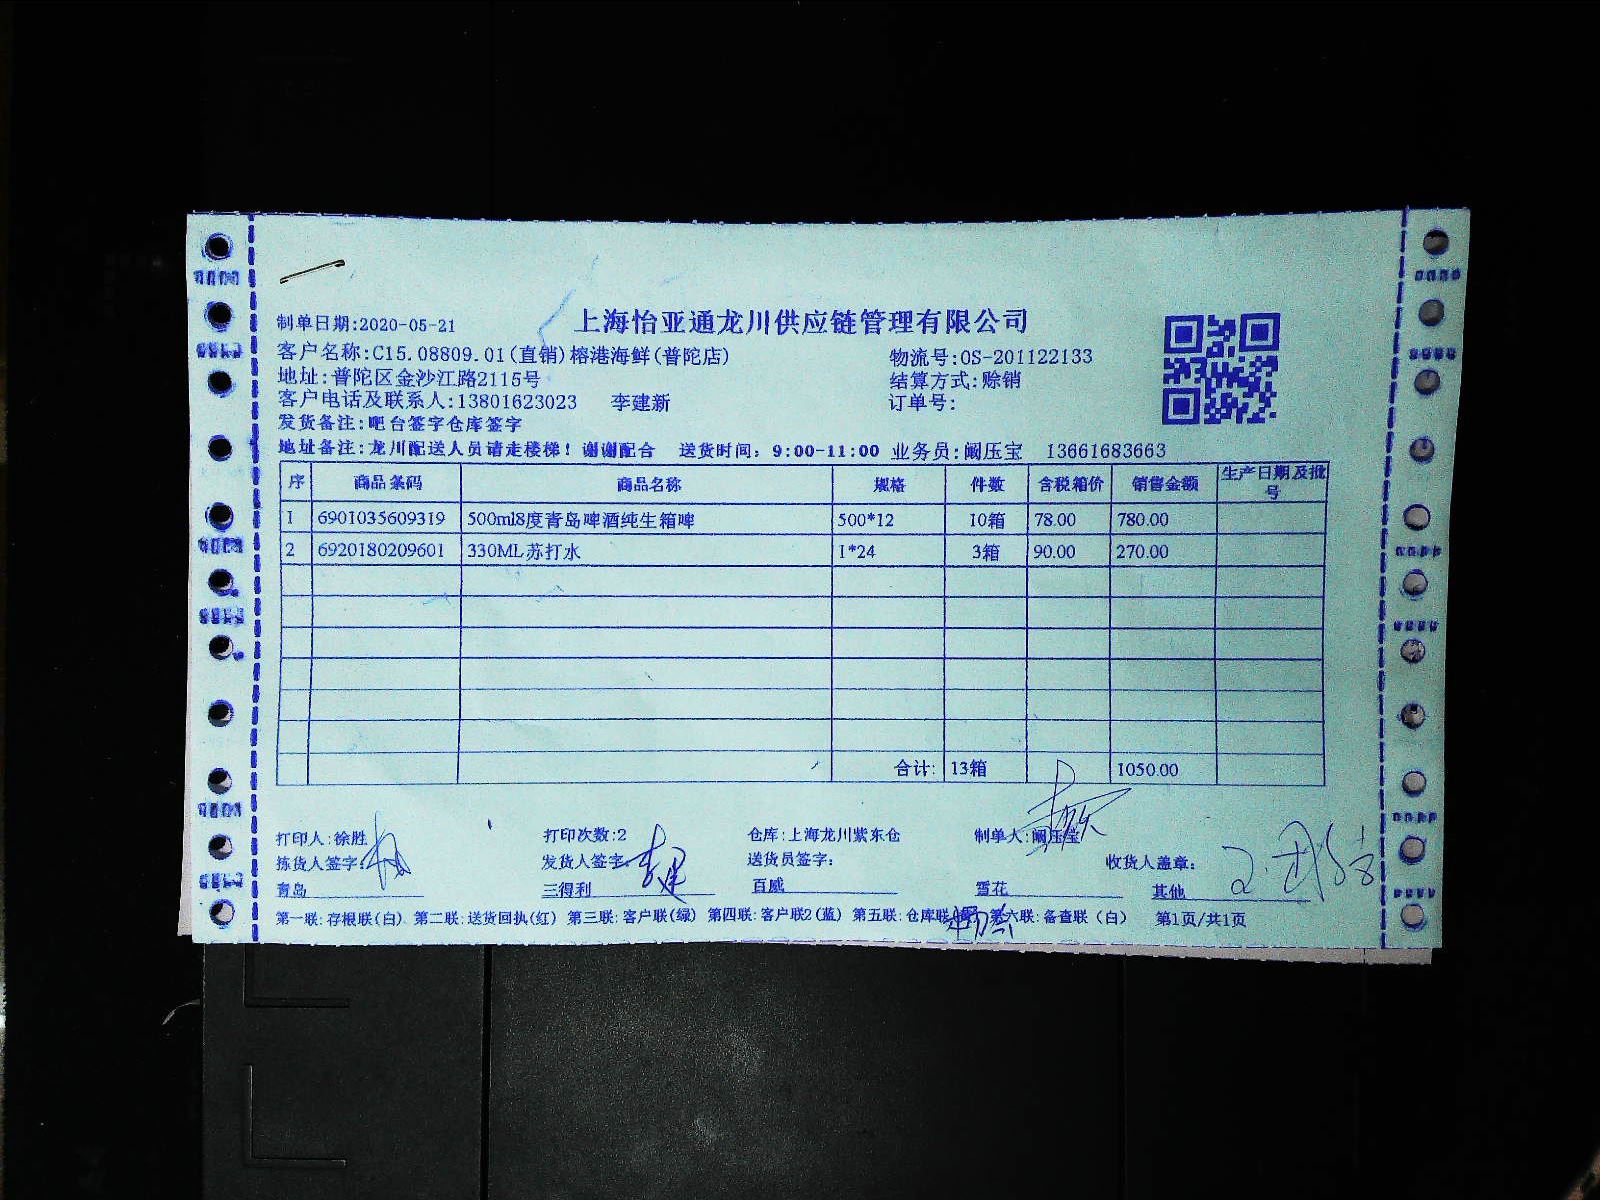 上海怡亚通龙川供应链管理有限公司
制单日期:2020-05-21
客户名称:C15.08809.01(直销)榕港海鲜(普陀店) 物流号:OS-201122133
地址:普陀区金沙江路2115号 结算方式:赊销
客户电话及联系人:13801623023 李建新 订单号:
发货备注:吧台签字仓库签字
地址备注:龙川配送人员请走楼梯!谢谢配合 送货时间:9:00-11:00 业务员:阚压宝 13661683663
序 商品条码 商品名称 规格 件数 含税箱价 销售金额 生产日期及批号
1 6901035609319 500ml8度青岛啤酒纯生箱啤 500*12 10箱 78.00 780.00
2 6920180209601 330ML苏打水 1*24 3箱 90.00 270.00
合计: 13箱 1050.00
打印人:徐胜 打印次数:2 仓库:上海龙川紫东仓 制单人:阚压宝
拣货人签字: 发货人签字: 送货员签字: 收货人盖章:
青岛 三得利 百威 雪花 其他
第一联:存根联(白) 第二联:送货回执(红) 第三联:客户联(绿) 第四联:客户联2(蓝) 第五联:仓库联 第六联:备查联(白) 第1页/共1页